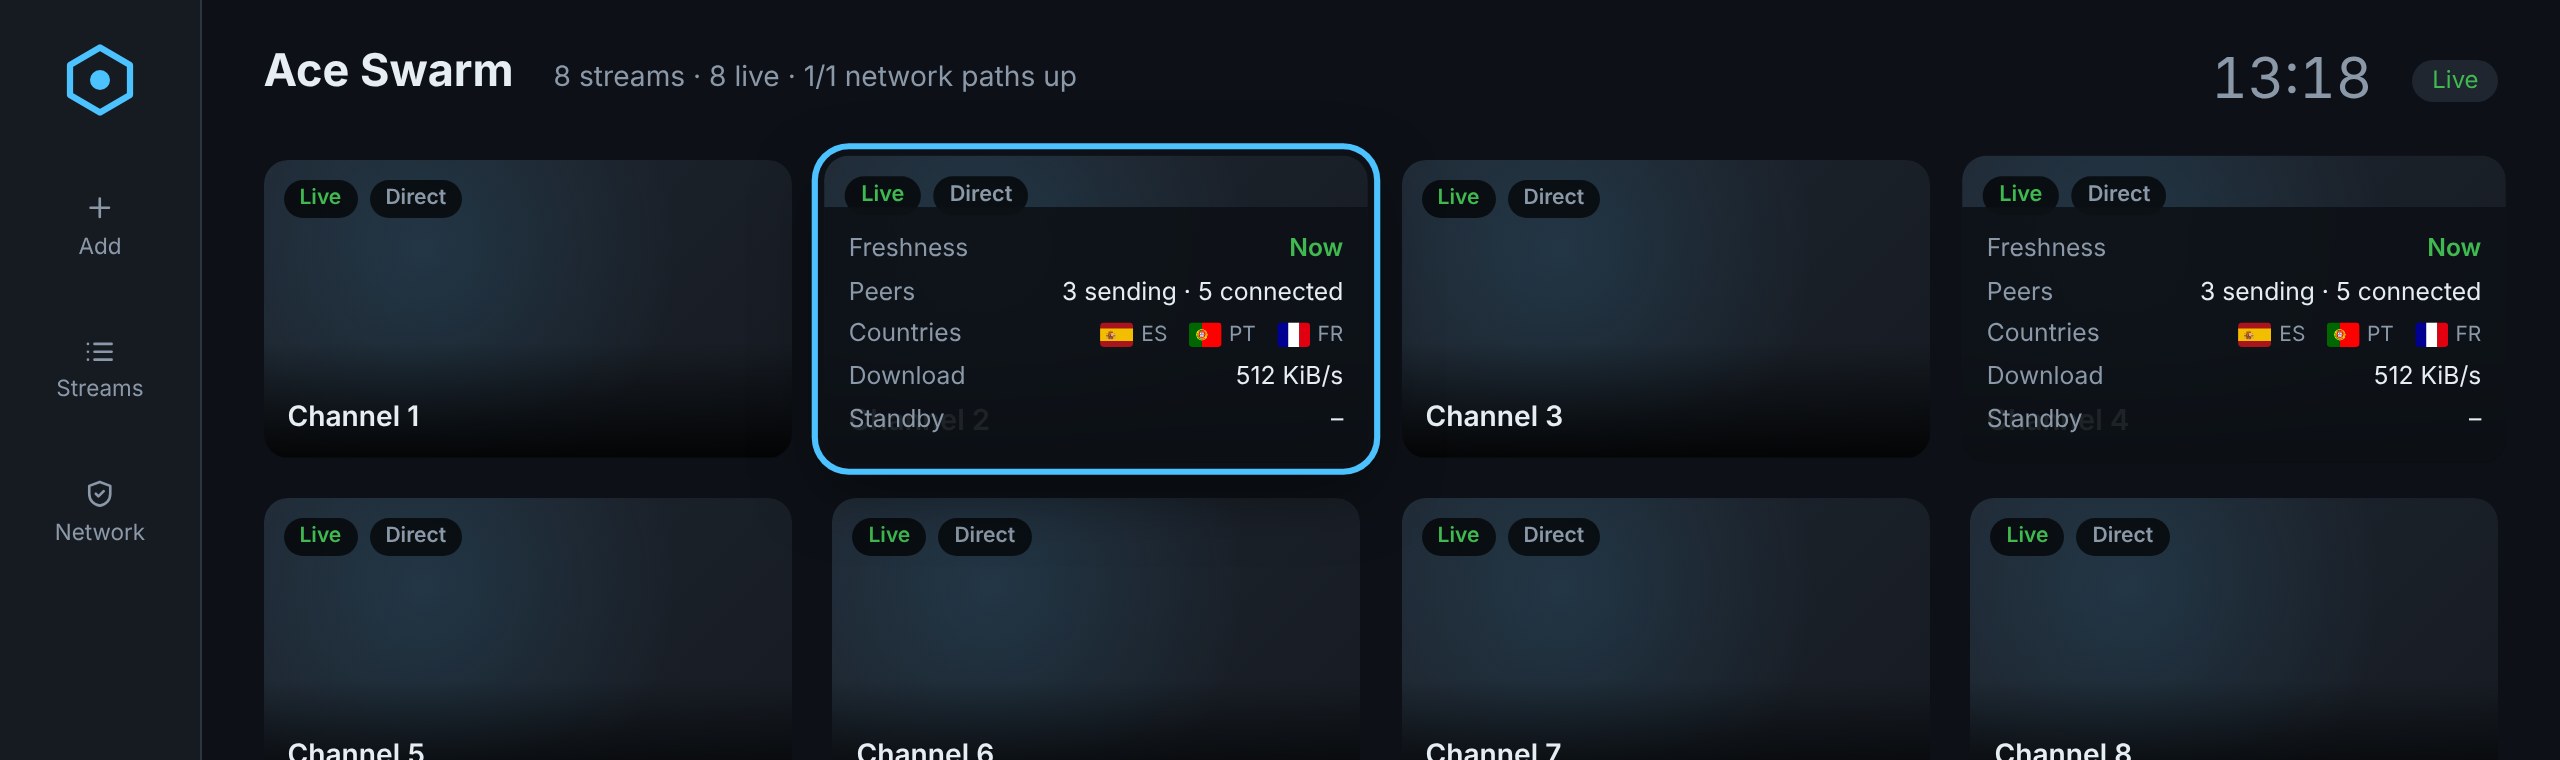 Ace Swarm 8 streams · 8 live · 1/1 network paths up 13:18 Live
Add
Streams
Network
Live Direct
Channel 1
Live Direct
Freshness Now
Peers 3 sending · 5 connected
Countries ES PT FR
Download 512 KiB/s
Standby –
Live Direct
Channel 3
Live Direct
Freshness Now
Peers 3 sending · 5 connected
Countries ES PT FR
Download 512 KiB/s
Standby –
Live Direct
Channel 5
Live Direct
Channel 6
Live Direct
Channel 7
Live Direct
Channel 8